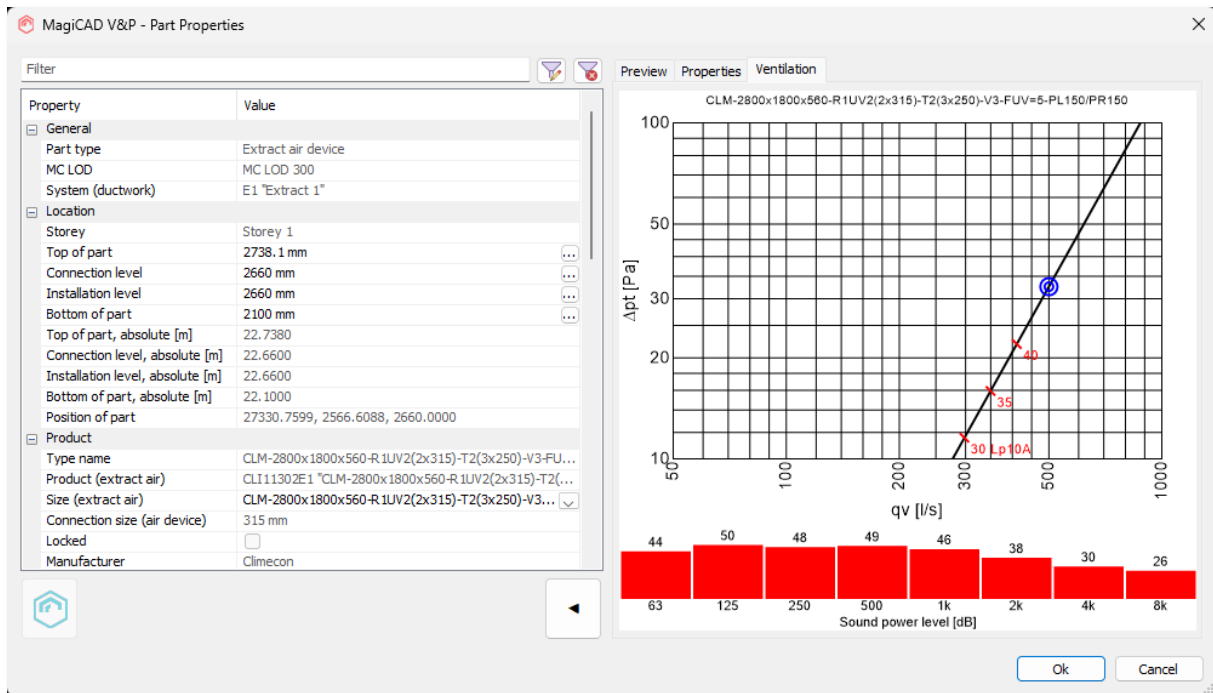 MagiCAD V&P - Part Properties
Filter
Property Value
General
Part type Extract air device
MC LOD MC LOD 300
System (ductwork) E1 "Extract 1"
Location
Storey Storey 1
Top of part 2738.1 mm ...
Connection level 2660 mm ...
Installation level 2660 mm ...
Bottom of part 2100 mm ...
Top of part, absolute [m] 22.7380
Connection level, absolute [m] 22.6600
Installation level, absolute [m] 22.6600
Bottom of part, absolute [m] 22.1000
Position of part 27330.7599, 2566.6088, 2660.0000
Product
Type name CLM-2800x1800x560-R1UV2(2x315)-T2(3x250)-V3-FU...
Product (extract air) CLI11302E1 "CLM-2800x1800x560-R1UV2(2x315)-T2(...
Size (extract air) CLM-2800x1800x560-R1UV2(2x315)-T2(3x250)-V3...
Connection size (air device) 315 mm
Locked
Manufacturer Climecon
Preview Properties Ventilation
CLM-2800x1800x560-R1UV2(2x315)-T2(3x250)-V3-FUV=5-PL150/PR150
100
50
30
20
10
Δpt [Pa]
40
35
30 Lp10A
50 100 200 300 500 1000
qv [l/s]
44 50 48 49 46 38 30 26
63 125 250 500 1k 2k 4k 8k
Sound power level [dB]
Ok Cancel